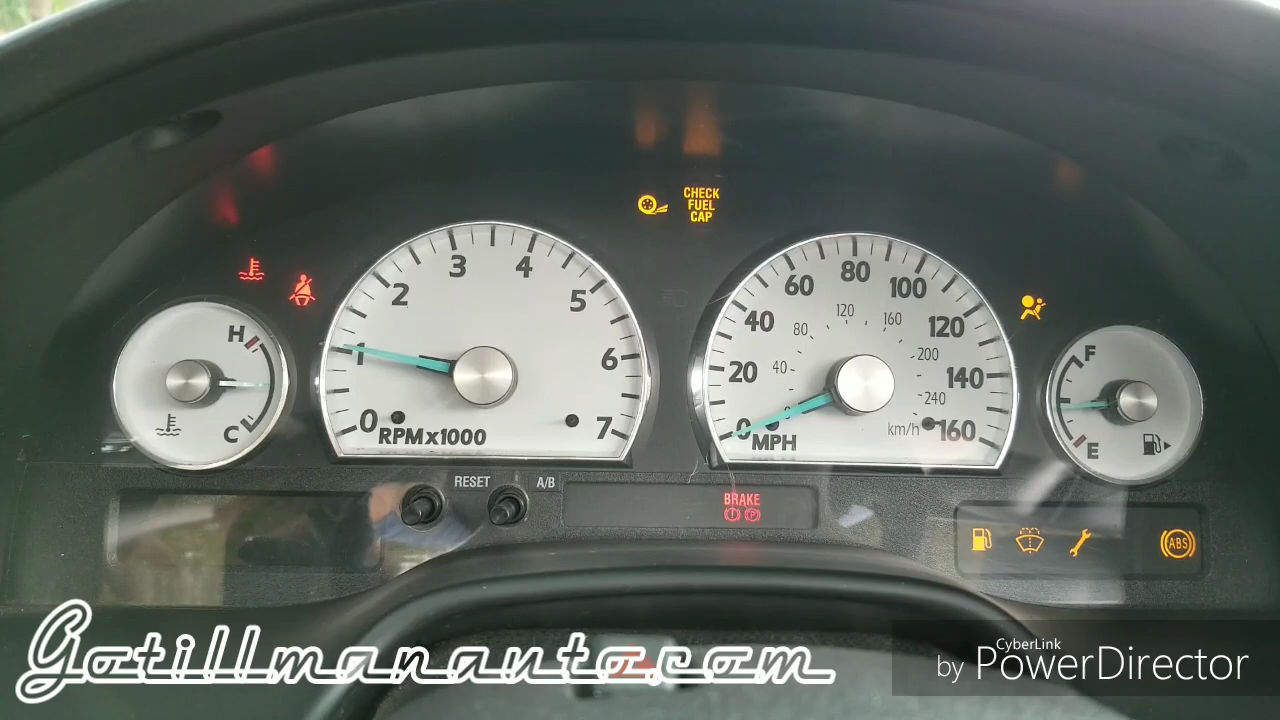 CHECK
FUEL
CAP
H
C
0
1
2
3
4
5
6
7
RPMx1000
0
20
40
60
80
100
120
140
160
40
80
120
160
200
240
km/h
MPH
F
E
RESET
A/B
BRAKE
P
ABS
Gotillmanauto.com
CyberLink
by PowerDirector